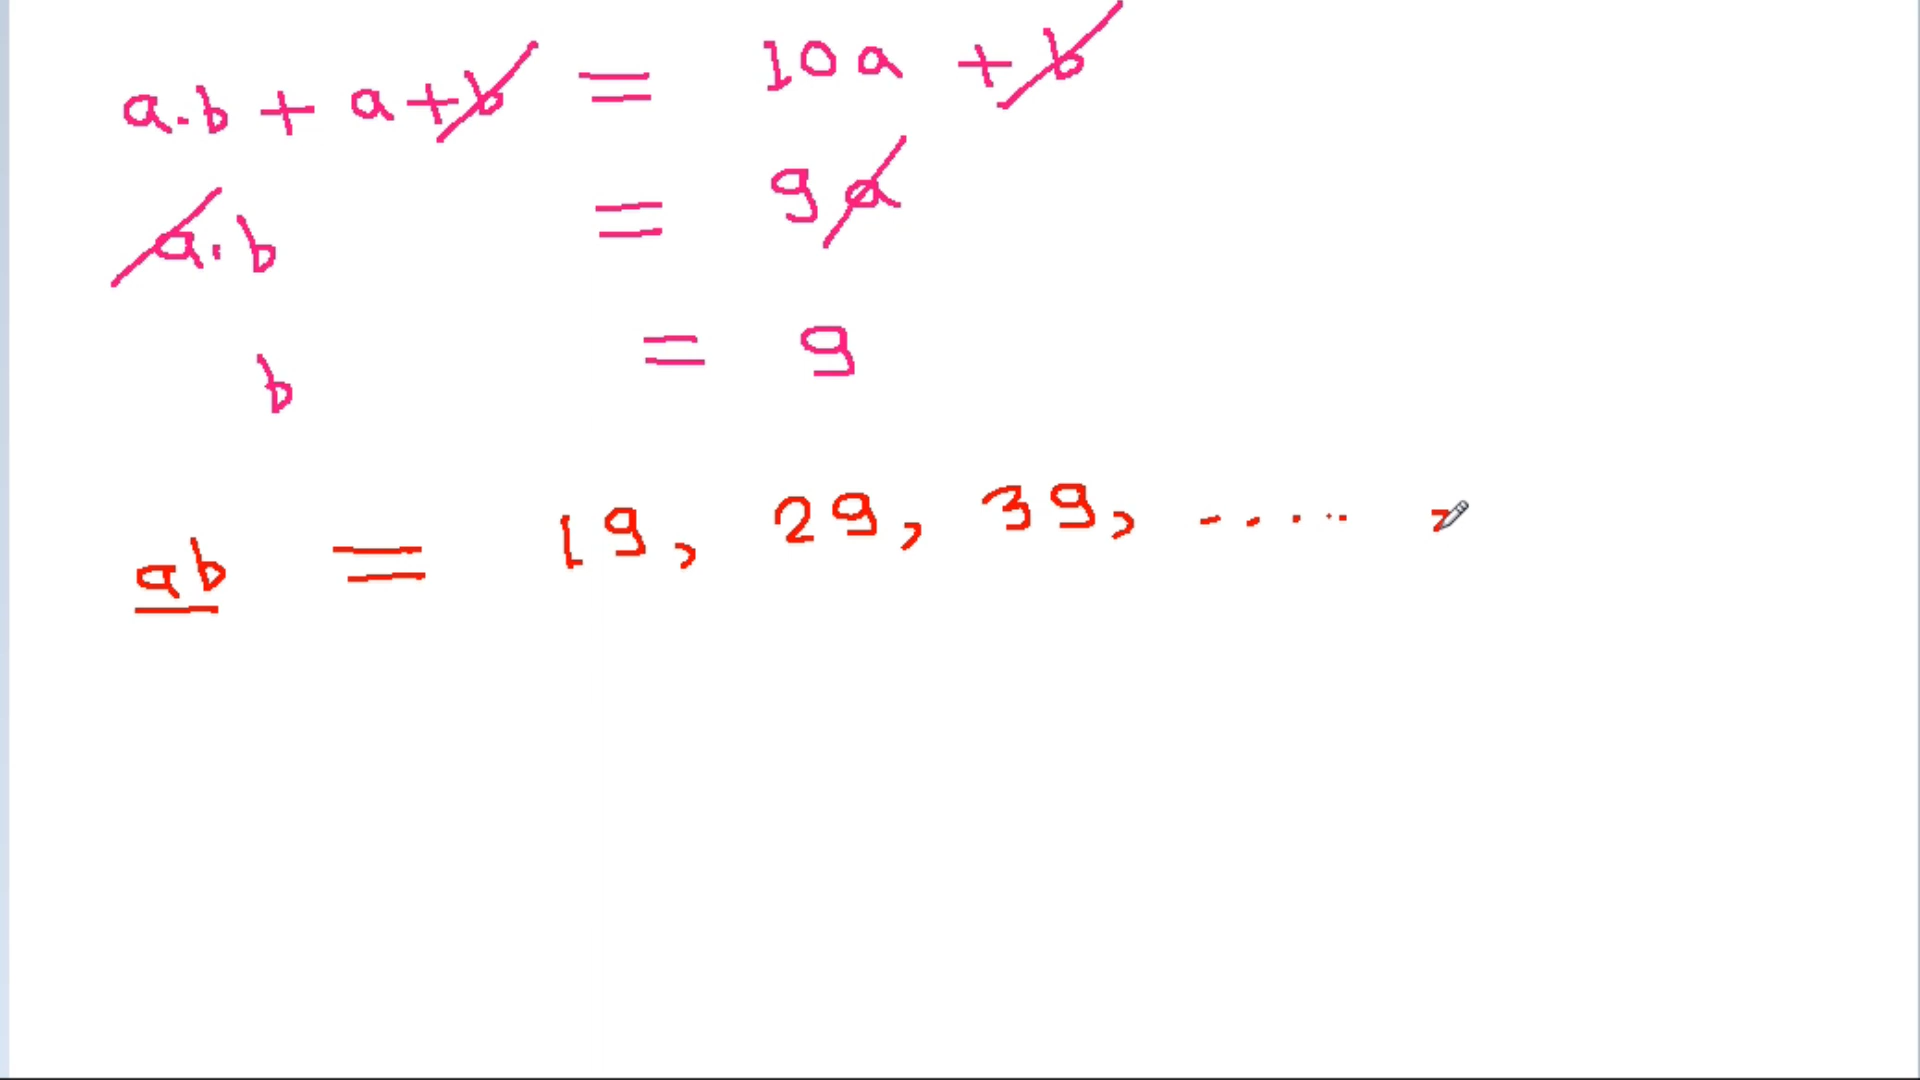 a.b + a + b = 10a + b
a.b = 9a
b = 9
ab = 19, 29, 39, .....